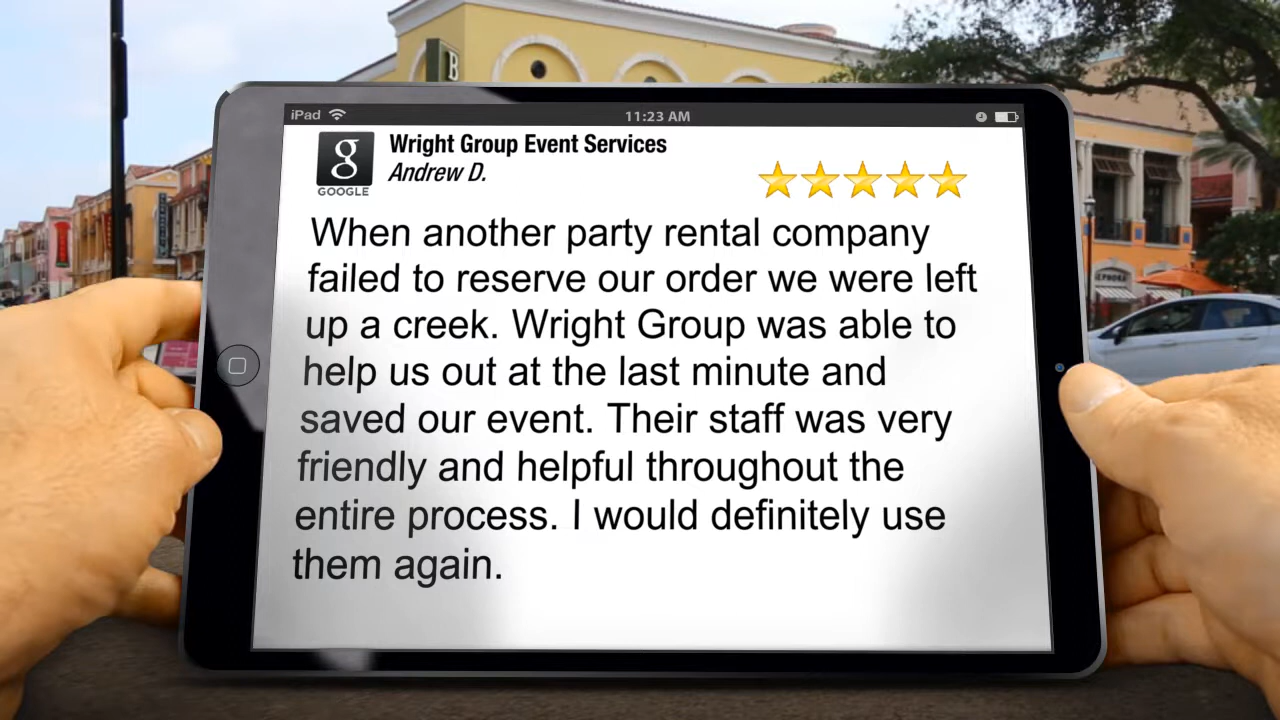 iPad
11:23 AM
g
GOOGLE
Wright Group Event Services
Andrew D.
When another party rental company
failed to reserve our order we were left
up a creek. Wright Group was able to
help us out at the last minute and
saved our event. Their staff was very
friendly and helpful throughout the
entire process. I would definitely use
them again.
B
SEPHORA